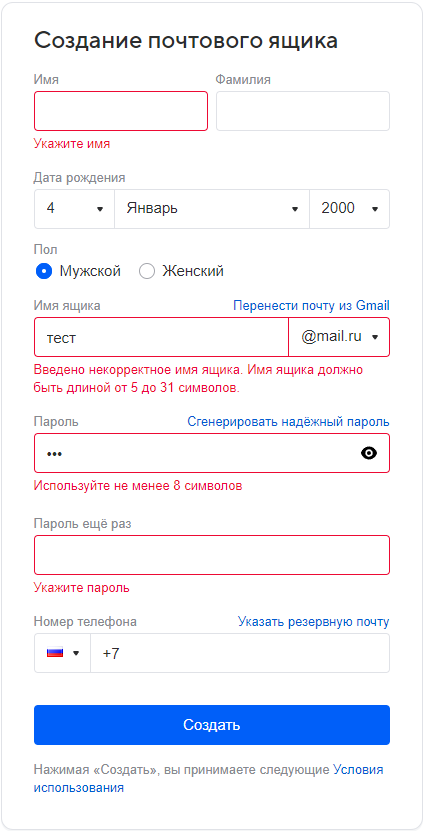 Создание почтового ящика
Имя Фамилия
Укажите имя
Дата рождения
4 Январь 2000
Пол
Мужской Женский
Имя ящика Перенести почту из Gmail
тест @mail.ru
Введено некорректное имя ящика. Имя ящика должно
быть длиной от 5 до 31 символов.
Пароль Сгенерировать надёжный пароль
•••
Используйте не менее 8 символов
Пароль ещё раз
Укажите пароль
Номер телефона Указать резервную почту
+7
Создать
Нажимая «Создать», вы принимаете следующие Условия
использования